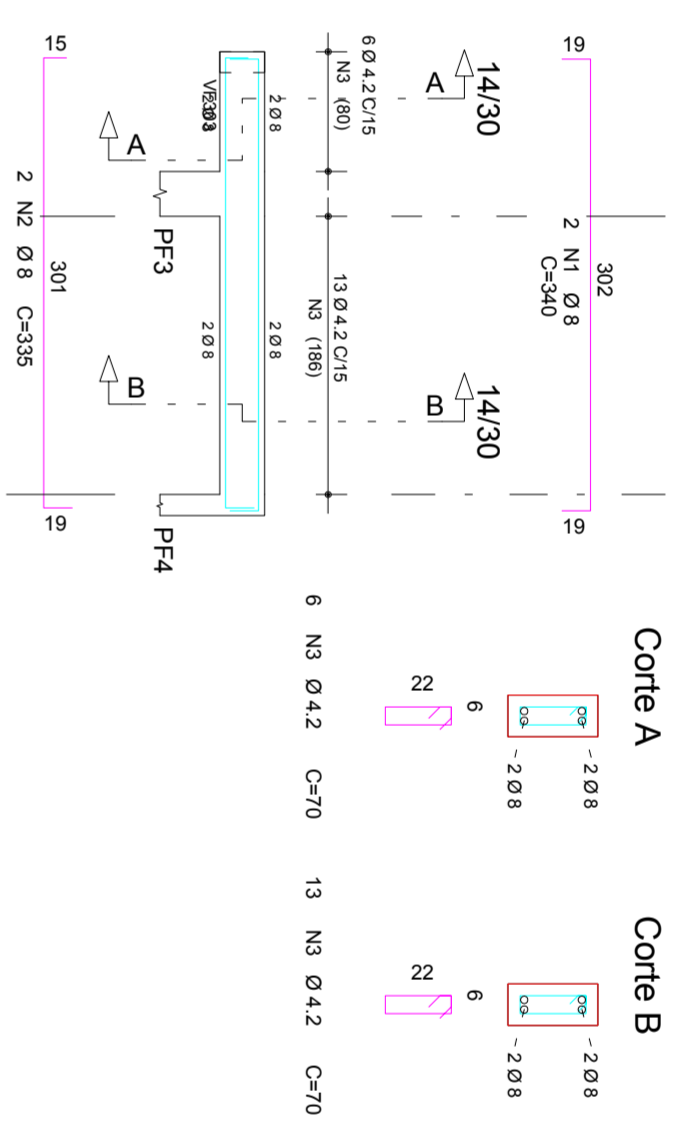 19
302
19
2 N1 Ø 8
C=340
14/30
14/30
A
B
6 Ø 4.2 C/15
N3 (80)
13 Ø 4.2 C/15
N3 (186)
2 Ø 8
2 Ø 8
2 Ø 8
A
B
PF3
PF4
15
301
19
2 N2 Ø 8 C=335
Corte A
2 Ø 8
2 Ø 8
6
22
6 N3 Ø 4.2 C=70
Corte B
2 Ø 8
2 Ø 8
6
22
13 N3 Ø 4.2 C=70